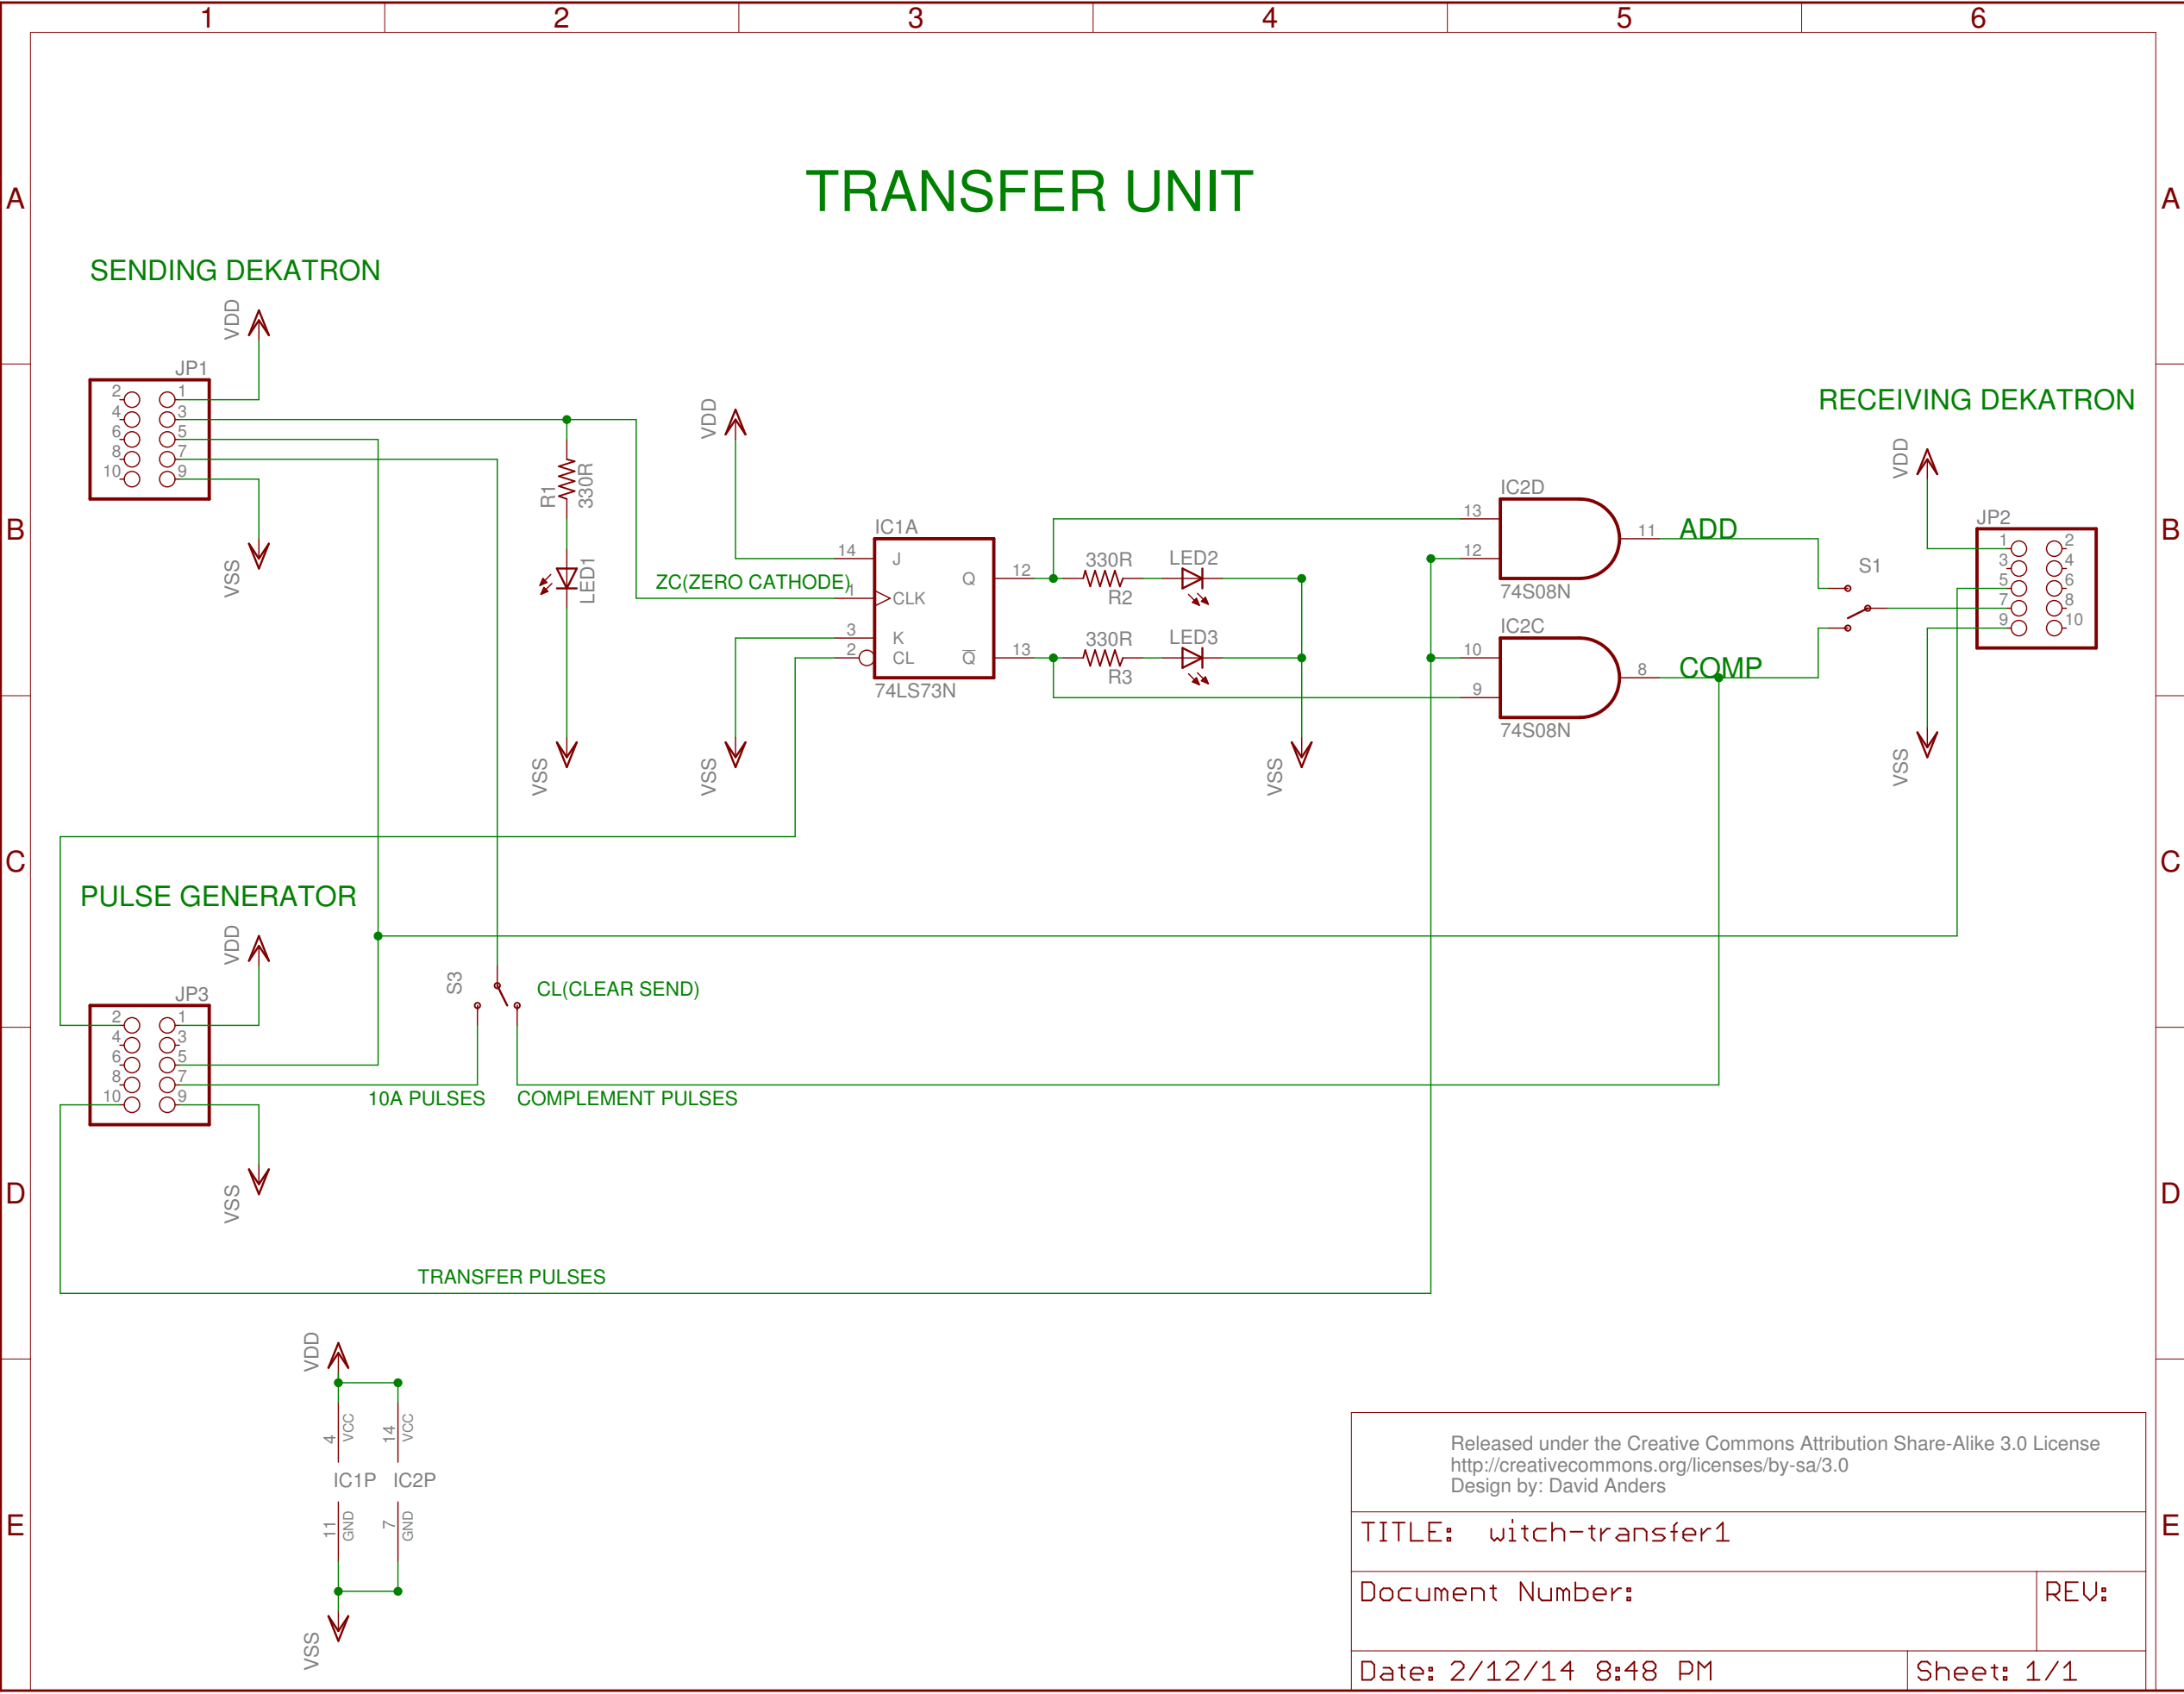 1 2 3 4 5 6
TRANSFER UNIT
A A
SENDING DEKATRON
VDD
JP1
2 1
4 3
6 5
8 7
10 9
VSS
R1
330R
LED1
VSS
VDD
ZC(ZERO CATHODE)
IC1A
14 J
1 CLK
3 K
2 CL
Q 12
Q 13
74LS73N
VSS
330R
R2
LED2
330R
R3
LED3
VSS
IC2D
13
12
11
74S08N
ADD
IC2C
10
9
8
74S08N
COMP
S1
RECEIVING DEKATRON
VDD
JP2
1 2
3 4
5 6
7 8
9 10
VSS
B B
C C
PULSE GENERATOR
VDD
JP3
2 1
4 3
6 5
8 7
10 9
VSS
S3
CL(CLEAR SEND)
10A PULSES
COMPLEMENT PULSES
D D
TRANSFER PULSES
VDD
4 VCC 14 VCC
IC1P IC2P
11 GND 7 GND
VSS
E E
Released under the Creative Commons Attribution Share-Alike 3.0 License
http://creativecommons.org/licenses/by-sa/3.0
Design by: David Anders
TITLE: witch-transfer1
Document Number:
REV:
Date: 2/12/14 8:48 PM
Sheet: 1/1